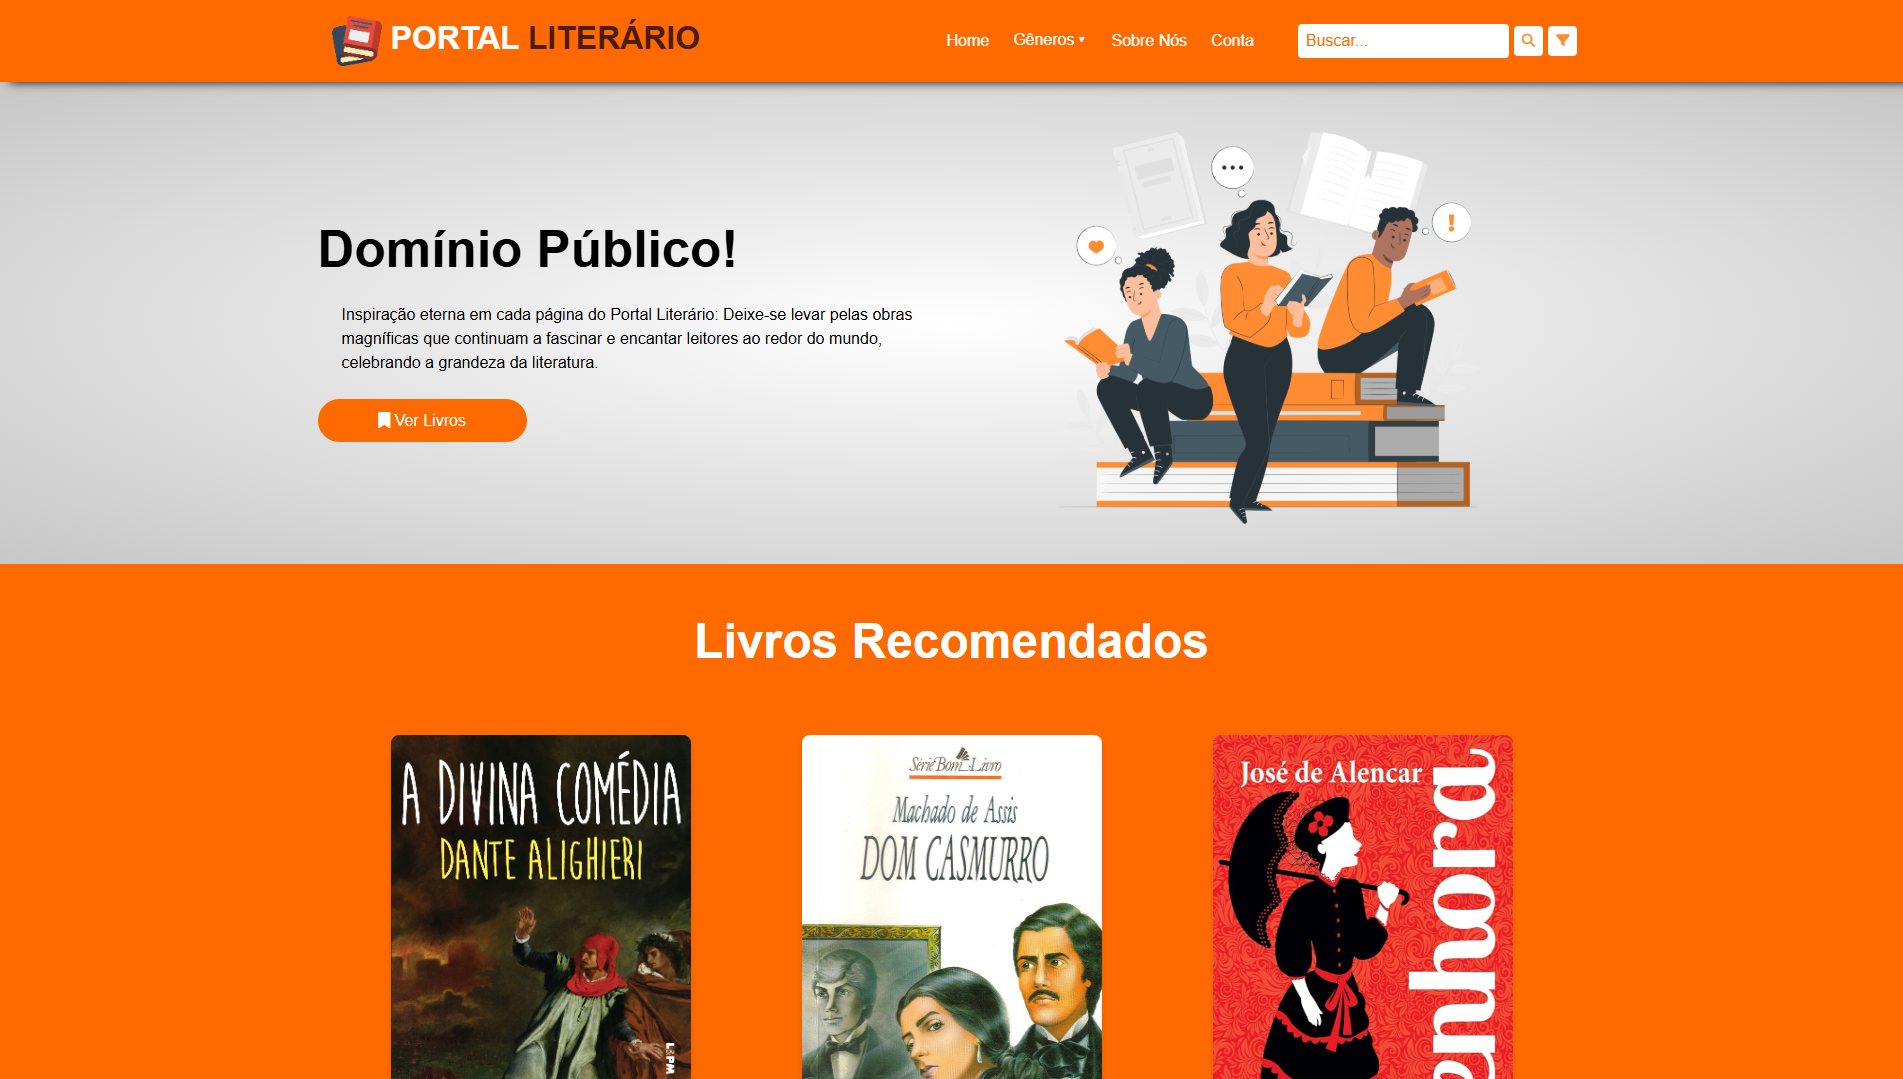 PORTAL LITERÁRIO
Home Gêneros ▼ Sobre Nós Conta Buscar...
Domínio Público!
Inspiração eterna em cada página do Portal Literário: Deixe-se levar pelas obras
magníficas que continuam a fascinar e encantar leitores ao redor do mundo,
celebrando a grandeza da literatura.
Ver Livros
Livros Recomendados
A DIVINA COMÉDIA
DANTE ALIGHIERI
L&PM
Série Bom Livro
Machado de Assis
DOM CASMURRO
José de Alencar
enhora